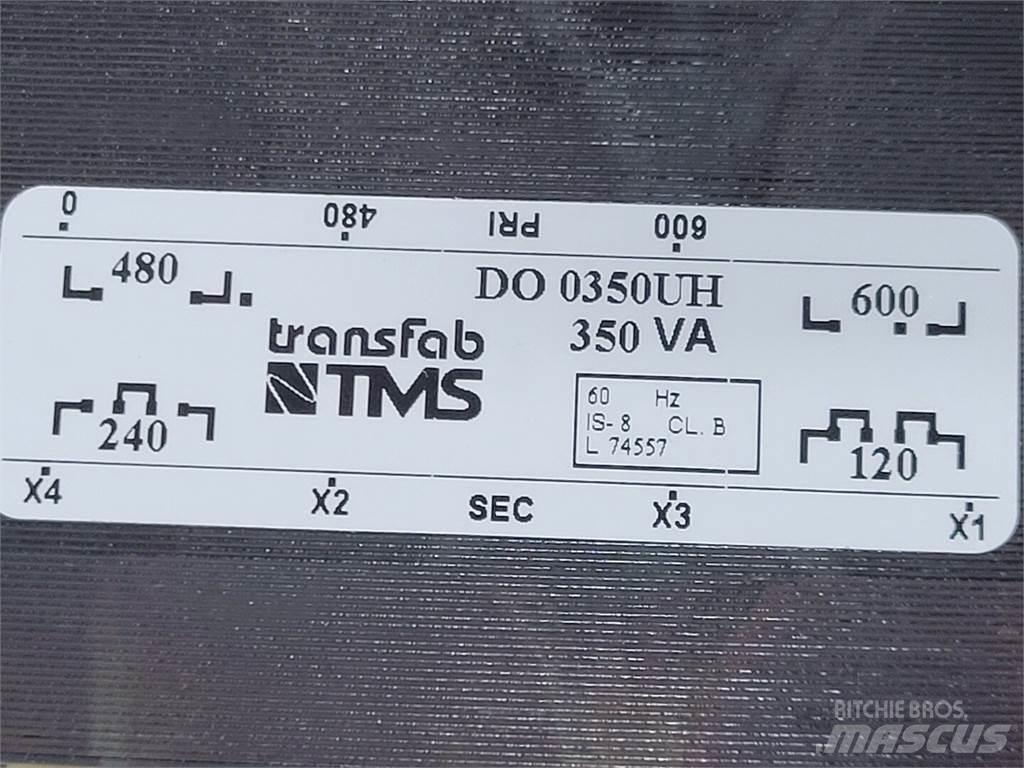 0 480 PRI 600
480 DO 0350UH 600
transfab 350 VA
TMS
60 Hz
IS-8 CL. B
L 74557
240 120
X4 X2 SEC X3 X1
RITCHIE BROS.
MASCUS